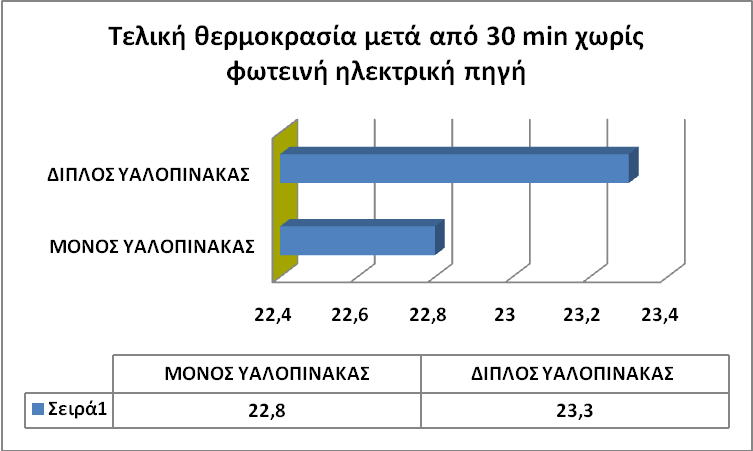 Τελική θερμοκρασία μετά από 30 min χωρίς
φωτεινή ηλεκτρική πηγή
ΔΙΠΛΟΣ ΥΑΛΟΠΙΝΑΚΑΣ
ΜΟΝΟΣ ΥΑΛΟΠΙΝΑΚΑΣ
22,4 22,6 22,8 23 23,2 23,4
ΜΟΝΟΣ ΥΑΛΟΠΙΝΑΚΑΣ ΔΙΠΛΟΣ ΥΑΛΟΠΙΝΑΚΑΣ
Σειρά1 22,8 23,3